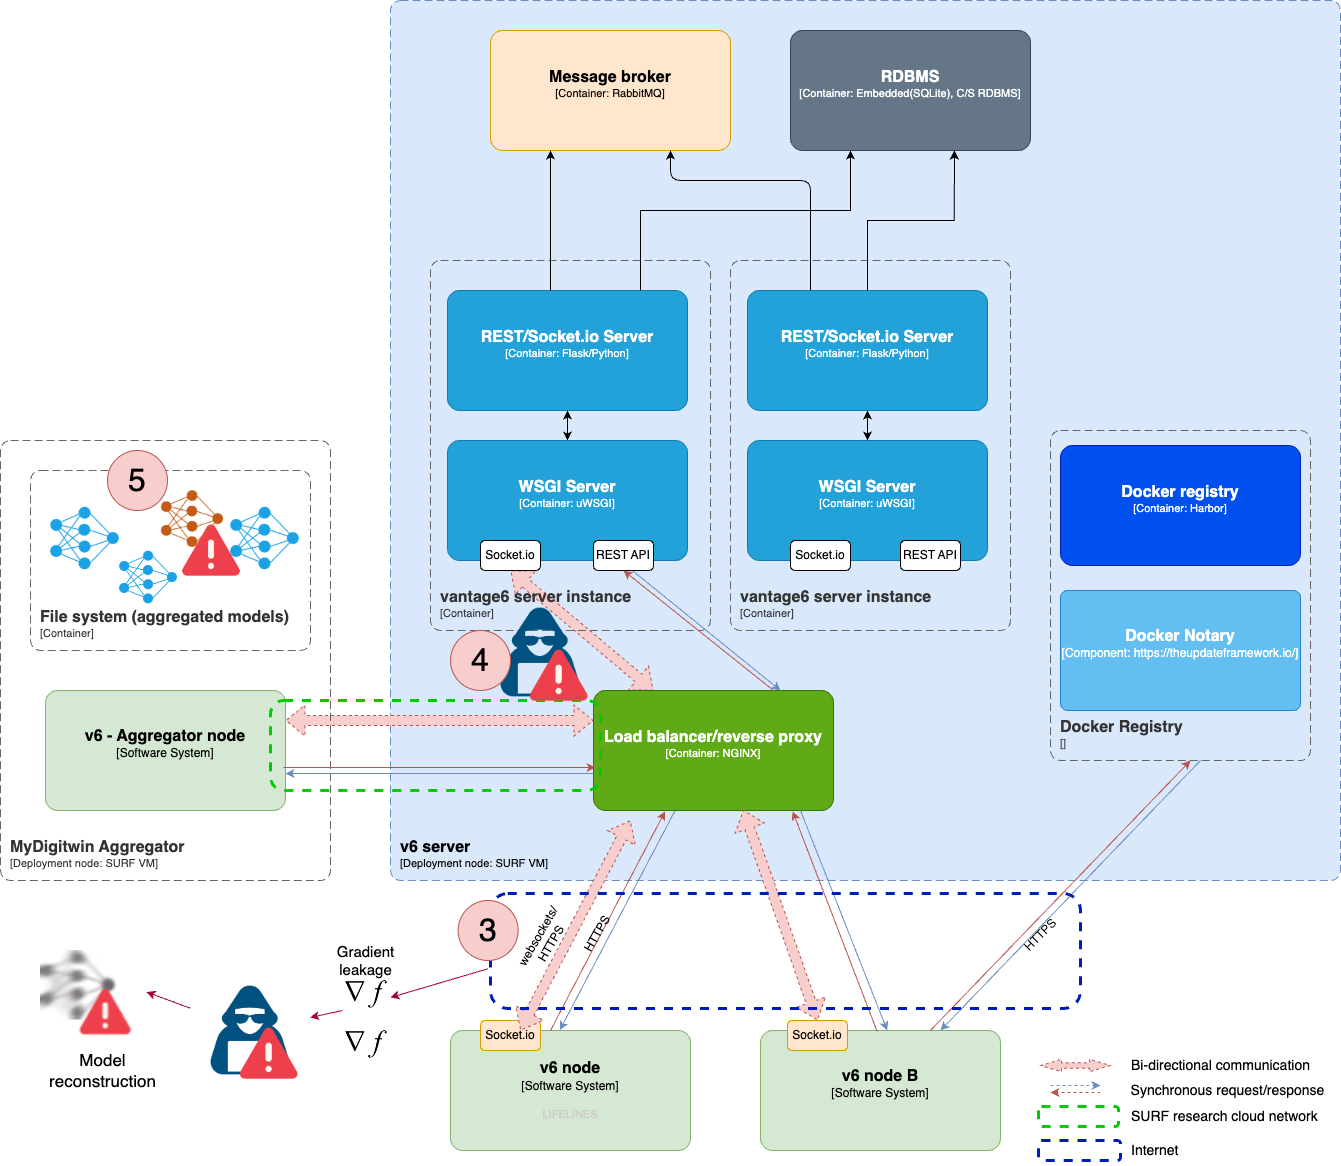 Message broker
[Container: RabbitMQ]
RDBMS
[Container: Embedded(SQLite), C/S RDBMS]
REST/Socket.io Server
[Container: Flask/Python]
REST/Socket.io Server
[Container: Flask/Python]
WSGI Server
[Container: uWSGI]
Socket.io
REST API
vantage6 server instance
[Container]
WSGI Server
[Container: uWSGI]
Socket.io
REST API
vantage6 server instance
[Container]
Docker registry
[Container: Harbor]
Docker Notary
[Component: https://theupdateframework.io/]
Docker Registry
[]
5
File system (aggregated models)
[Container]
4
v6 - Aggregator node
[Software System]
Load balancer/reverse proxy
[Container: NGINX]
MyDigitwin Aggregator
[Deployment node: SURF VM]
v6 server
[Deployment node: SURF VM]
3
websockets/
HTTPS
HTTPS
HTTPS
Gradient
leakage
∇f
∇f
Model
reconstruction
Socket.io
v6 node
[Software System]
LIFELINES
Socket.io
v6 node B
[Software System]
Bi-directional communication
Synchronous request/response
SURF research cloud network
Internet